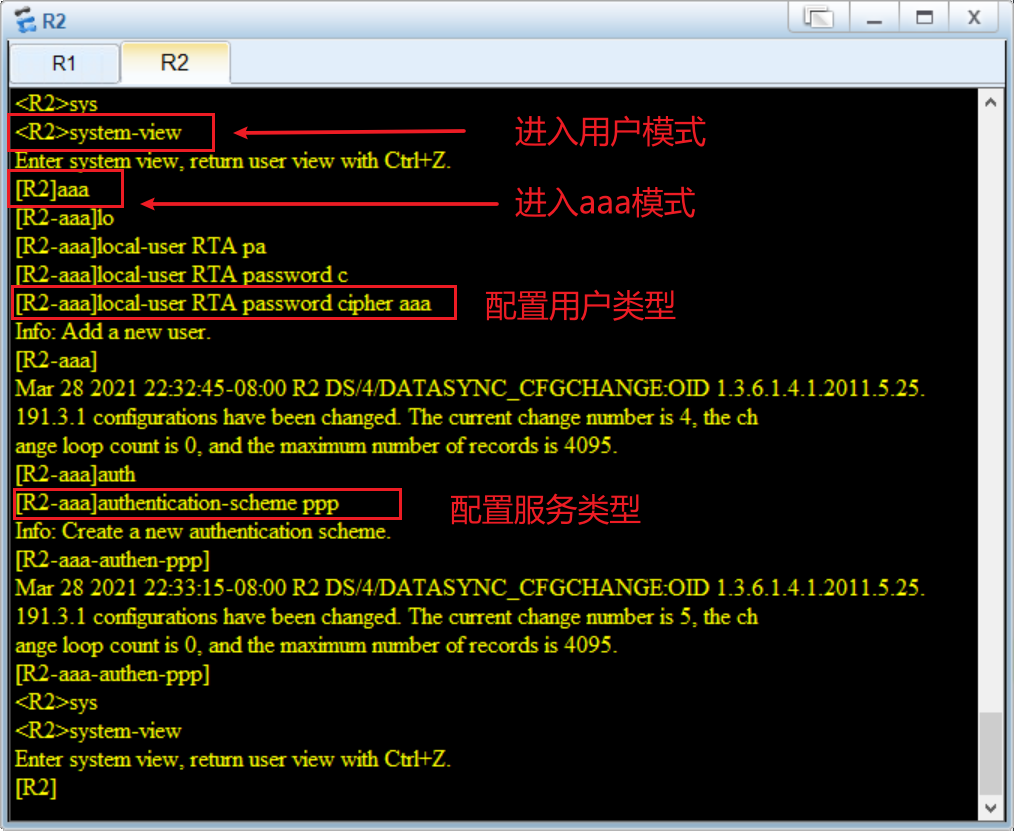 R2
R1 R2
<R2>sys
<R2>system-view 进入用户模式
Enter system view, return user view with Ctrl+Z.
[R2]aaa 进入aaa模式
[R2-aaa]lo
[R2-aaa]local-user RTA pa
[R2-aaa]local-user RTA password c
[R2-aaa]local-user RTA password cipher aaa 配置用户类型
Info: Add a new user.
[R2-aaa]
Mar 28 2021 22:32:45-08:00 R2 DS/4/DATASYNC_CFGCHANGE:OID 1.3.6.1.4.1.2011.5.25.
191.3.1 configurations have been changed. The current change number is 4, the ch
ange loop count is 0, and the maximum number of records is 4095.
[R2-aaa]auth
[R2-aaa]authentication-scheme ppp 配置服务类型
Info: Create a new authentication scheme.
[R2-aaa-authen-ppp]
Mar 28 2021 22:33:15-08:00 R2 DS/4/DATASYNC_CFGCHANGE:OID 1.3.6.1.4.1.2011.5.25.
191.3.1 configurations have been changed. The current change number is 5, the ch
ange loop count is 0, and the maximum number of records is 4095.
[R2-aaa-authen-ppp]
<R2>sys
<R2>system-view
Enter system view, return user view with Ctrl+Z.
[R2]